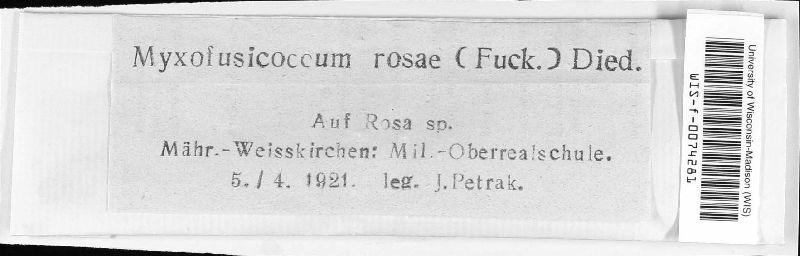 Myxofusicoccum rosae (Fuck.) Died.
Auf Rosa sp.
Mähr.-Weisskirchen: Mil.-Oberrealschule.
5./4. 1921. leg. J.Petrak.
University of Wisconsin-Madison (WIS)
WIS-f-0074281